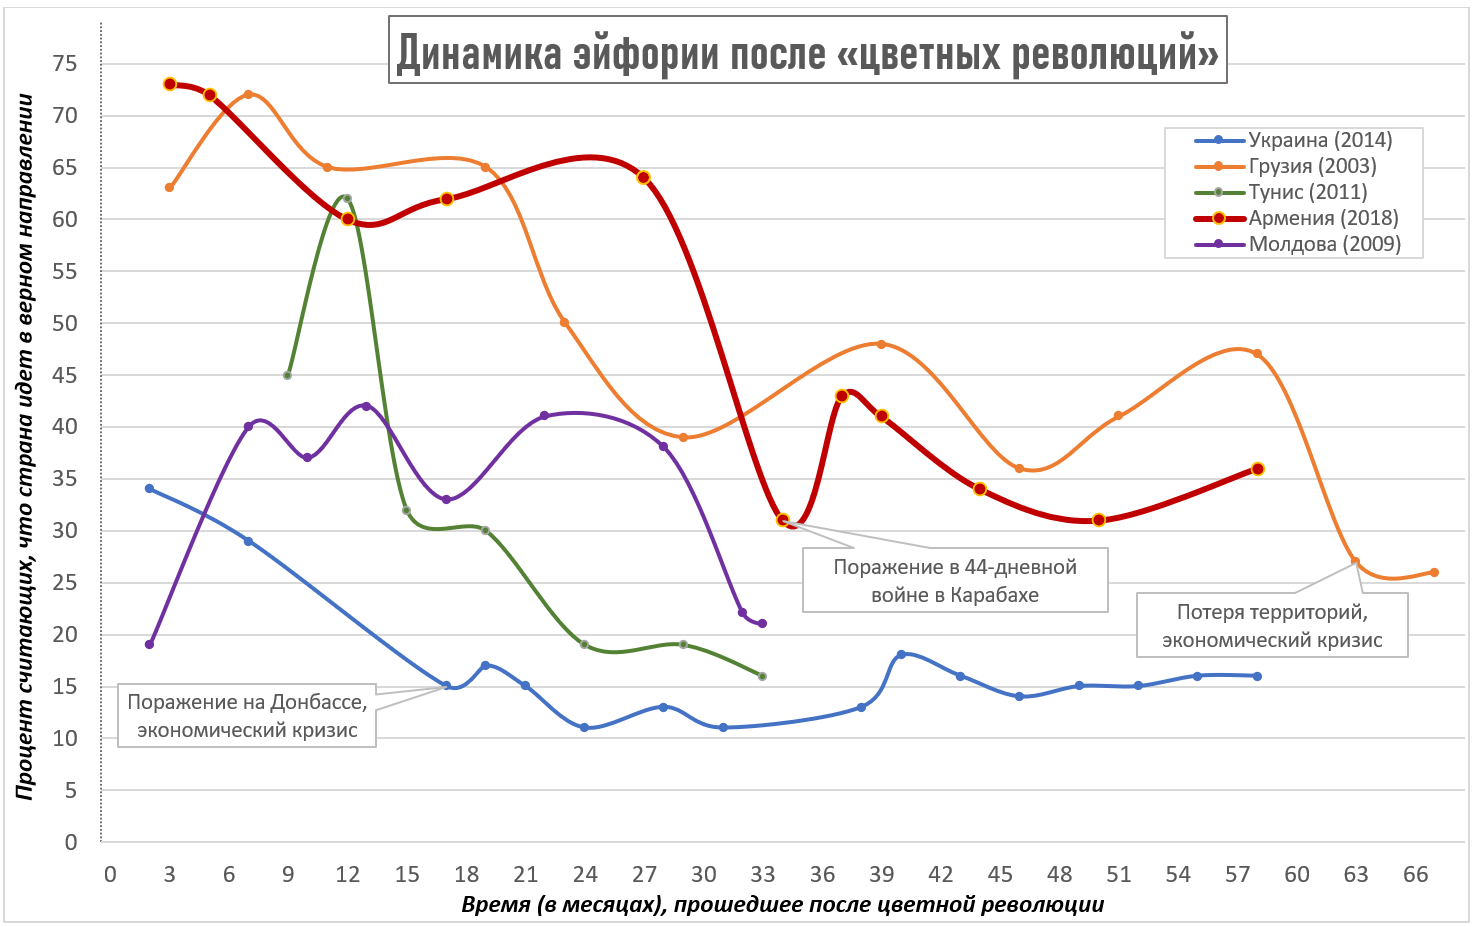 Динамика эйфории после «цветных революций»
Процент считающих, что страна идет в верном направлении
75
70
65
60
55
50
45
40
35
30
25
20
15
10
5
0
Украина (2014)
Грузия (2003)
Тунис (2011)
Армения (2018)
Молдова (2009)
Поражение в 44-дневной
войне в Карабахе
Потеря территорий,
экономический кризис
Поражение на Донбассе,
экономический кризис
0 3 6 9 12 15 18 21 24 27 30 33 36 39 42 45 48 51 54 57 60 63 66
Время (в месяцах), прошедшее после цветной революции